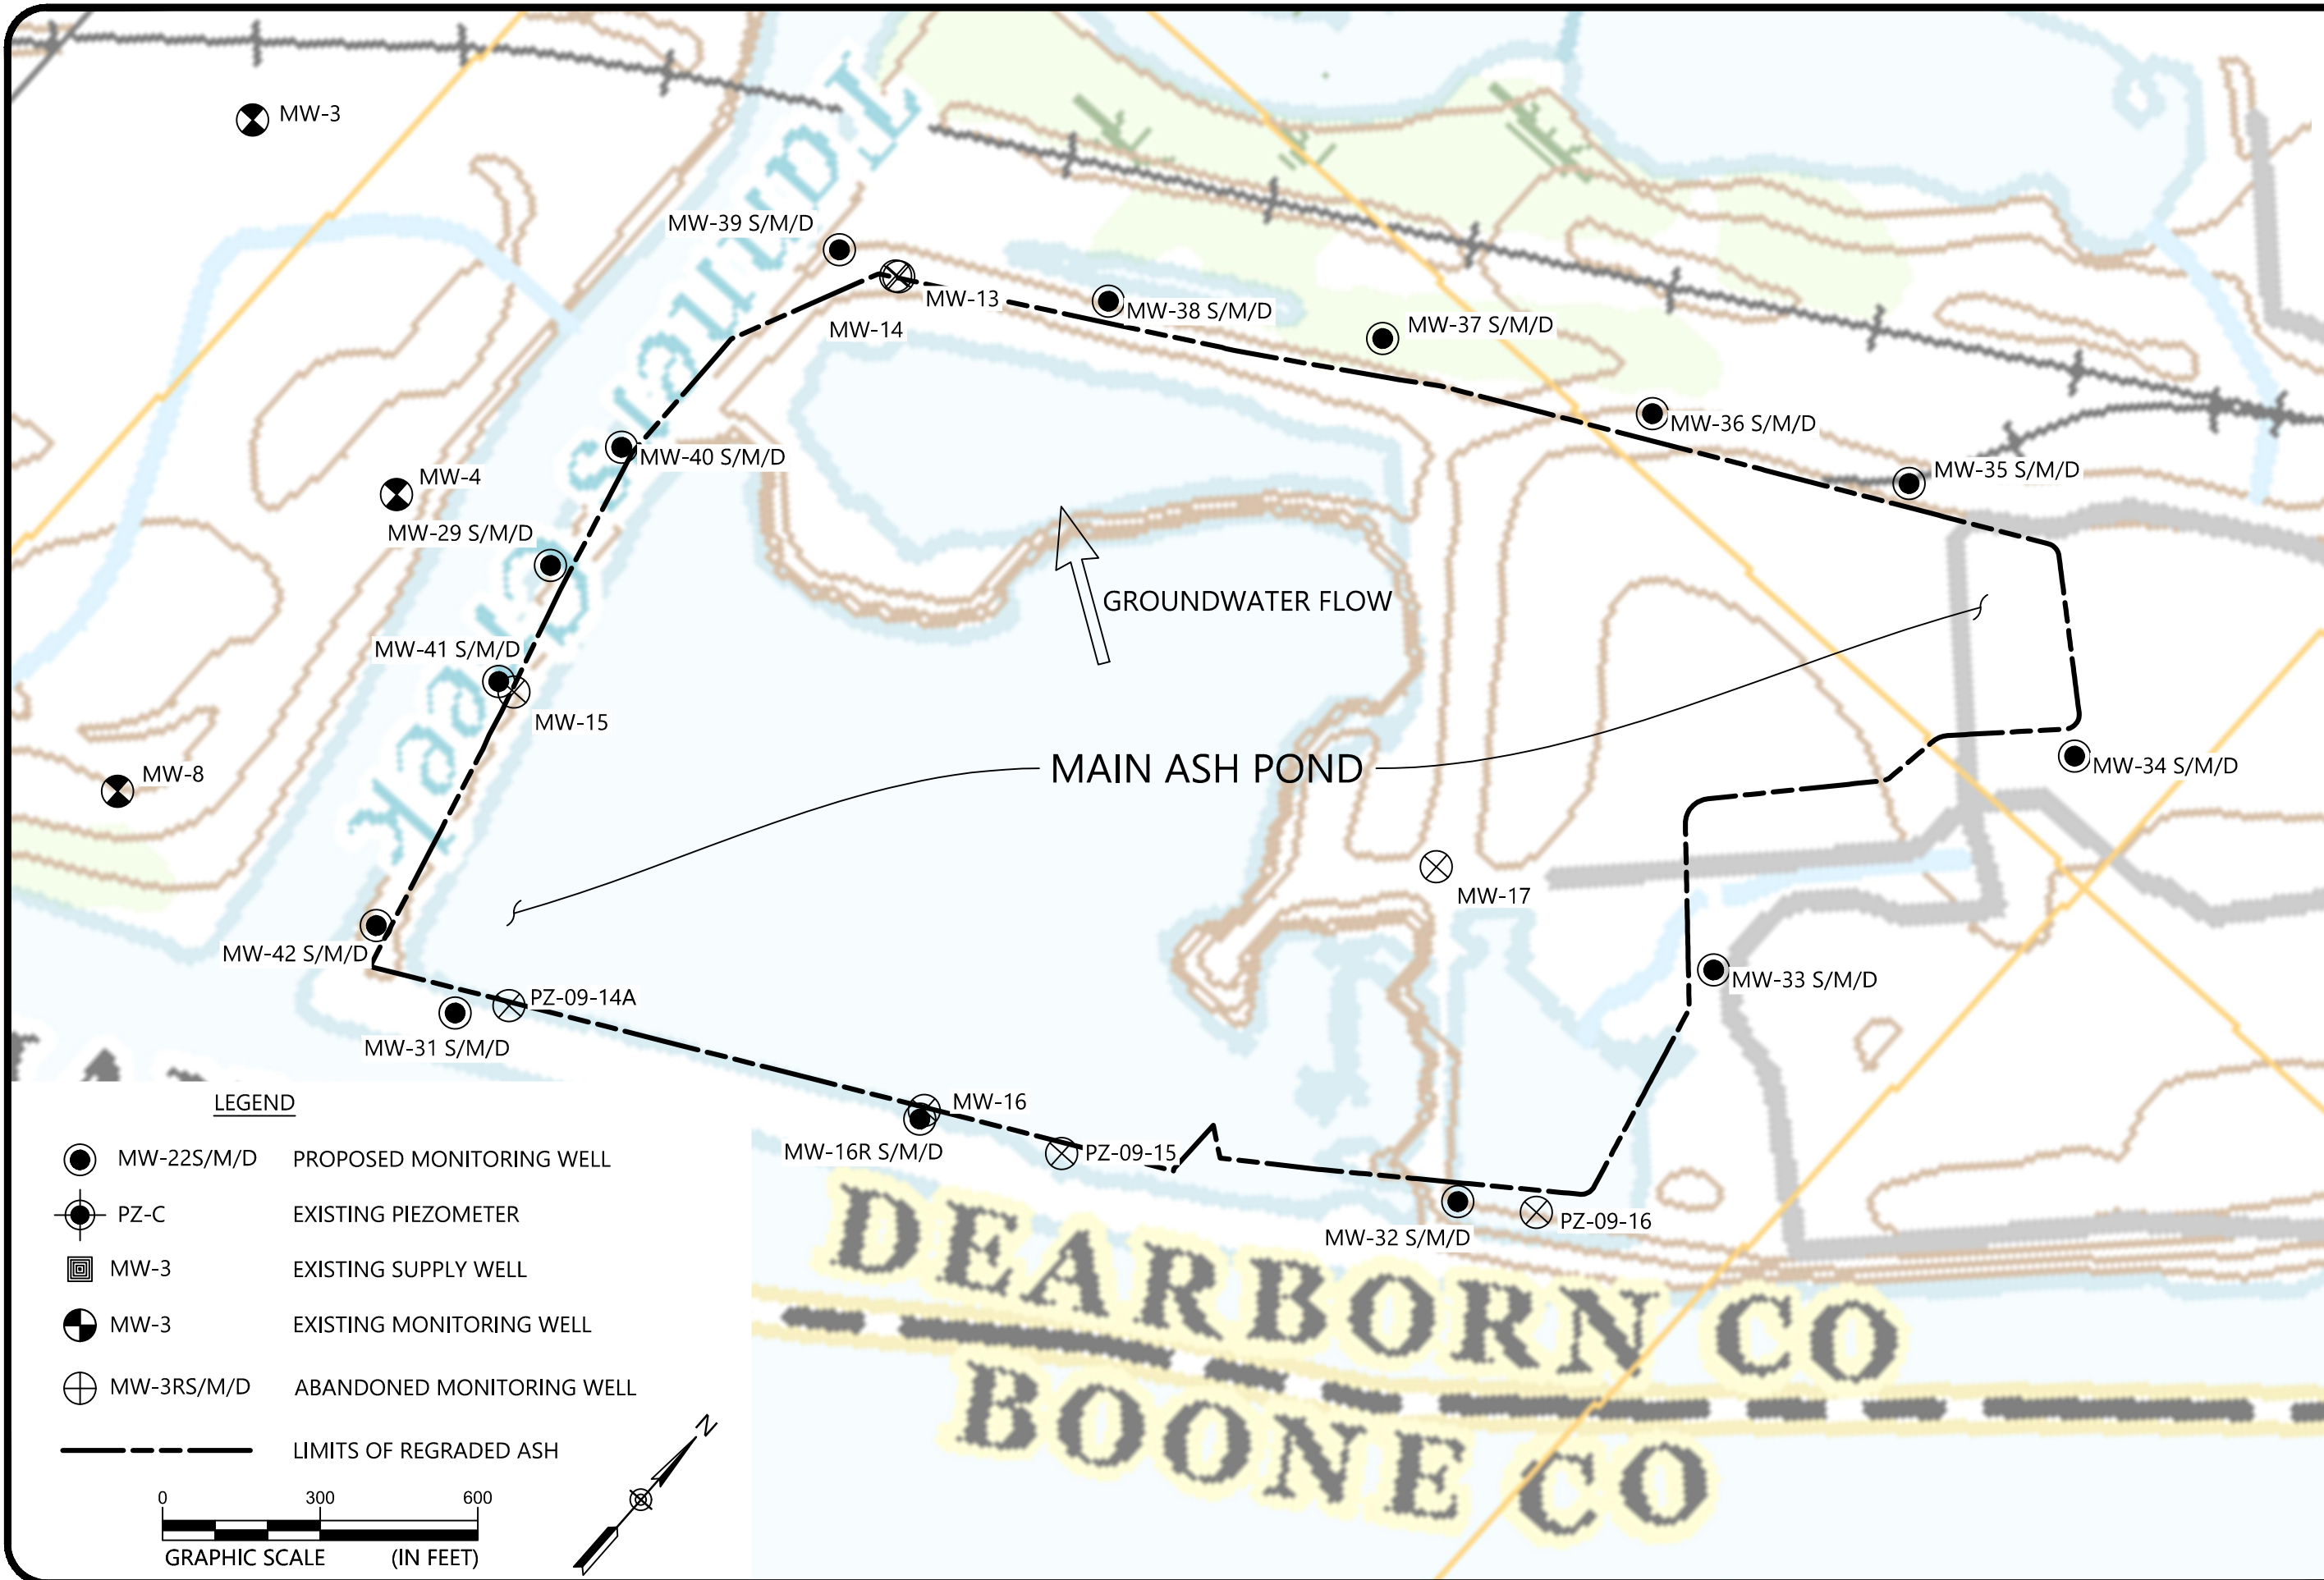 MW-3
MW-39 S/M/D
MW-13
MW-14
MW-38 S/M/D
MW-37 S/M/D
MW-36 S/M/D
MW-35 S/M/D
MW-40 S/M/D
MW-4
MW-29 S/M/D
Tanners Creek
GROUNDWATER FLOW
MW-41 S/M/D
MW-15
MW-8
MAIN ASH POND
MW-34 S/M/D
MW-17
MW-42 S/M/D
MW-33 S/M/D
PZ-09-14A
MW-31 S/M/D
MW-16
MW-16R S/M/D
PZ-09-15
MW-32 S/M/D
PZ-09-16
DEARBORN CO
BOONE CO
LEGEND
MW-22S/M/D PROPOSED MONITORING WELL
PZ-C EXISTING PIEZOMETER
MW-3 EXISTING SUPPLY WELL
MW-3 EXISTING MONITORING WELL
MW-3RS/M/D ABANDONED MONITORING WELL
LIMITS OF REGRADED ASH
N
0 300 600
GRAPHIC SCALE (IN FEET)